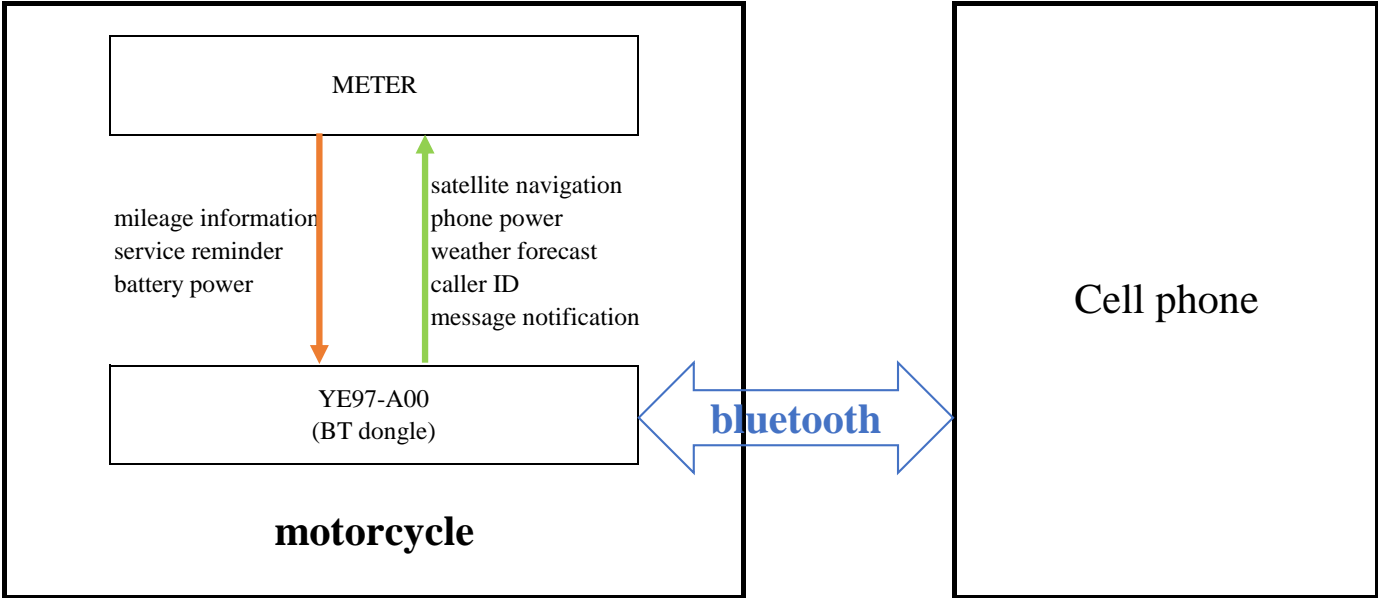 METER
mileage information
service reminder
battery power
satellite navigation
phone power
weather forecast
caller ID
message notification
YE97-A00
(BT dongle)
bluetooth
motorcycle
Cell phone